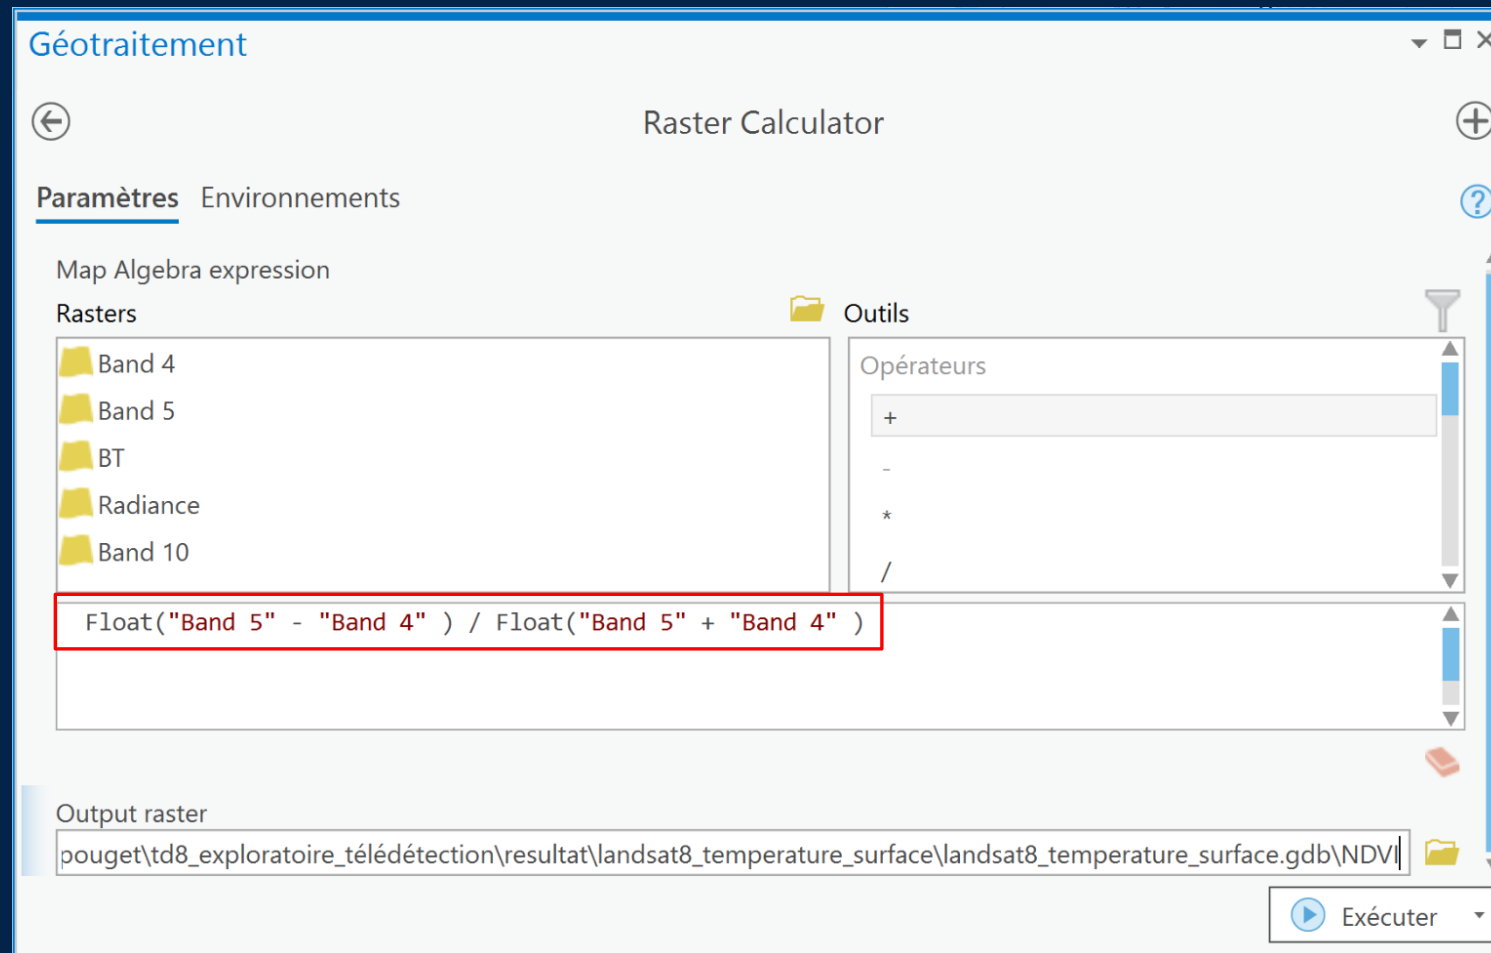 Géotraitement
Raster Calculator
Paramètres Environnements
Map Algebra expression
Rasters
Outils
Band 4
Band 5
BT
Radiance
Band 10
Opérateurs
+
-
*
/
Float("Band 5" - "Band 4" ) / Float("Band 5" + "Band 4" )
Output raster
pouget\td8_exploratoire_télédétection\resultat\landsat8_temperature_surface\landsat8_temperature_surface.gdb\NDVI
Exécuter